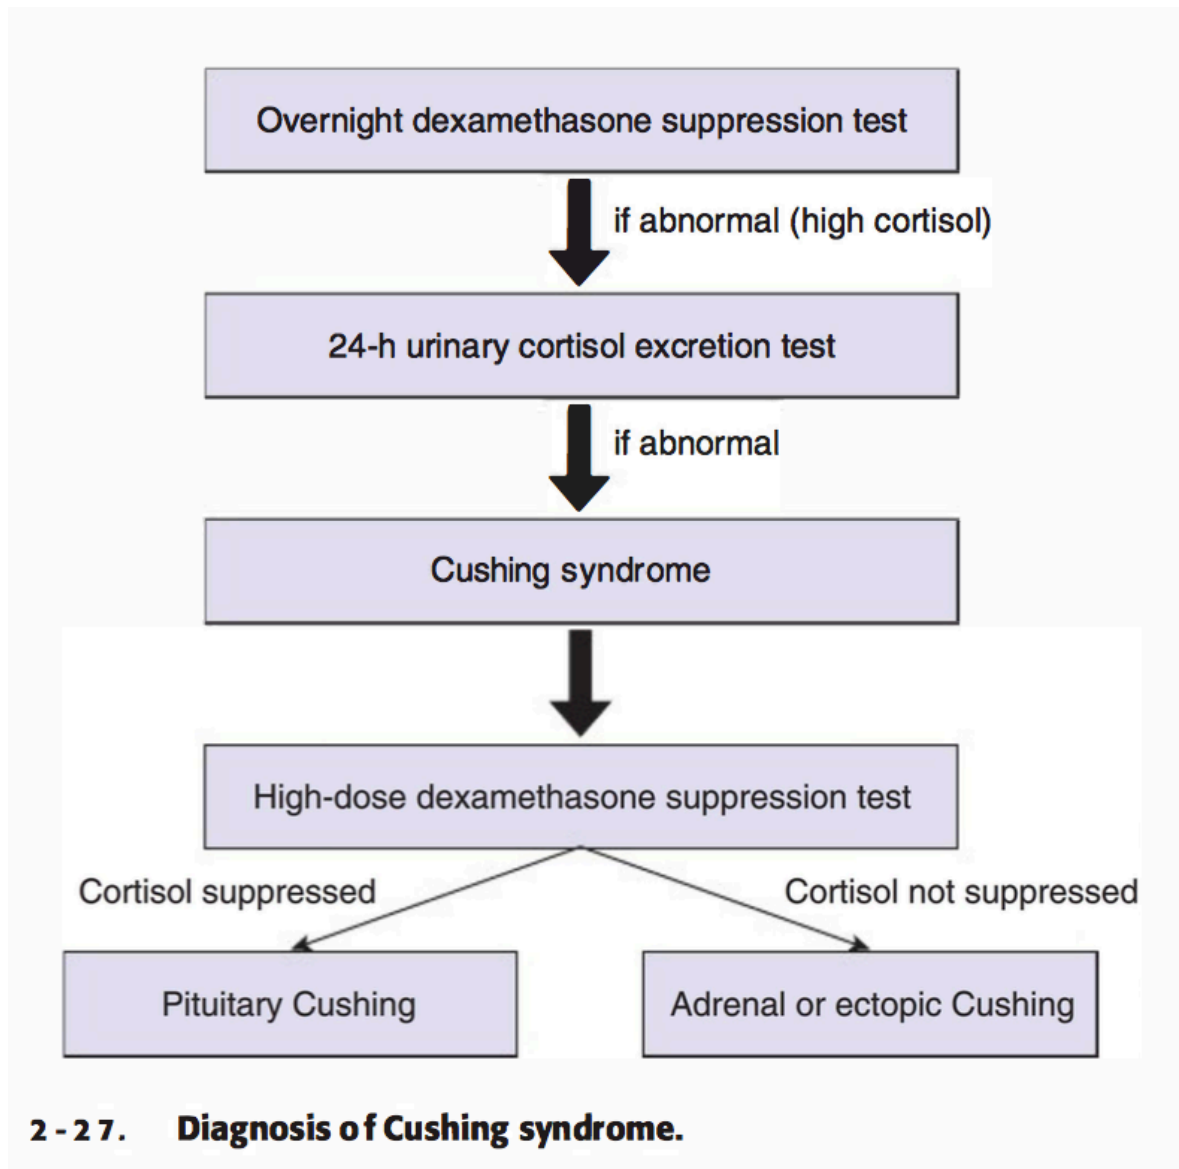 Overnight dexamethasone suppression test
if abnormal (high cortisol)
24-h urinary cortisol excretion test
if abnormal
Cushing syndrome
High-dose dexamethasone suppression test
Cortisol suppressed
Cortisol not suppressed
Pituitary Cushing
Adrenal or ectopic Cushing
2-27. Diagnosis of Cushing syndrome.